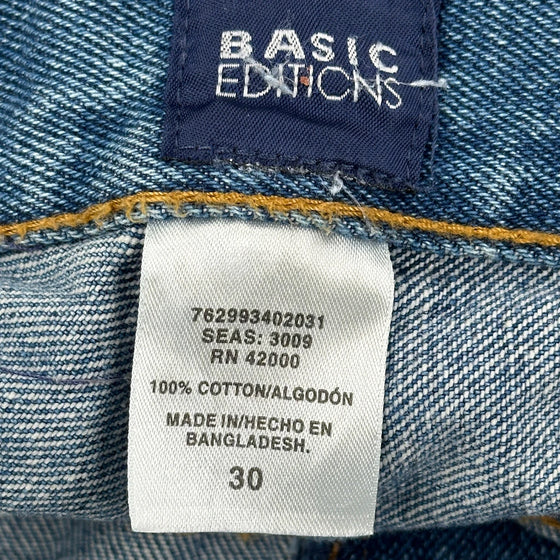 BASIC
EDITIONS
762993402031
SEAS: 3009
RN 42000
100% COTTON/ALGODÓN
MADE IN/HECHO EN
BANGLADESH.
30